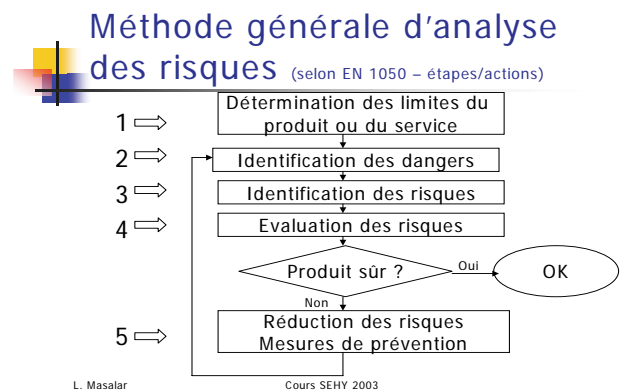 Méthode générale d'analyse
des risques (selon EN 1050 – étapes/actions)
1
Détermination des limites du
produit ou du service
2
Identification des dangers
3
Identification des risques
4
Evaluation des risques
Produit sûr ?
Oui
OK
Non
5
Réduction des risques
Mesures de prévention
L. Masalar
Cours SEHY 2003